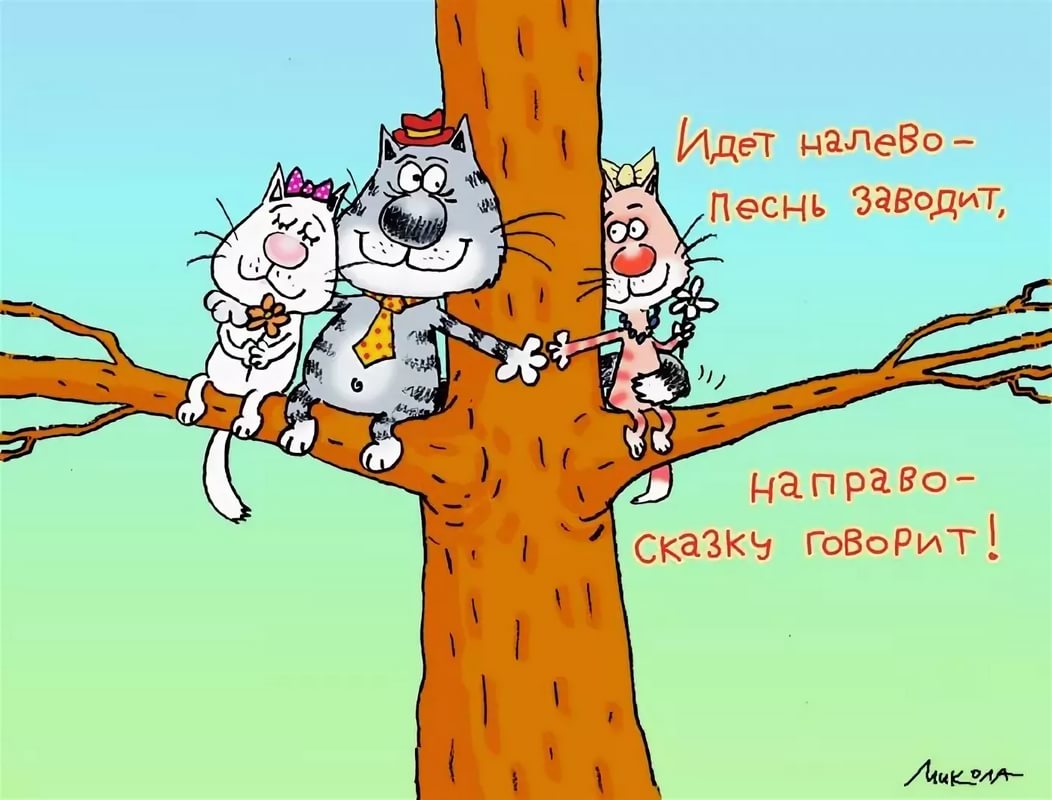 Идет налево -
песнь заводит,
направо -
сказку говорит!
Микола